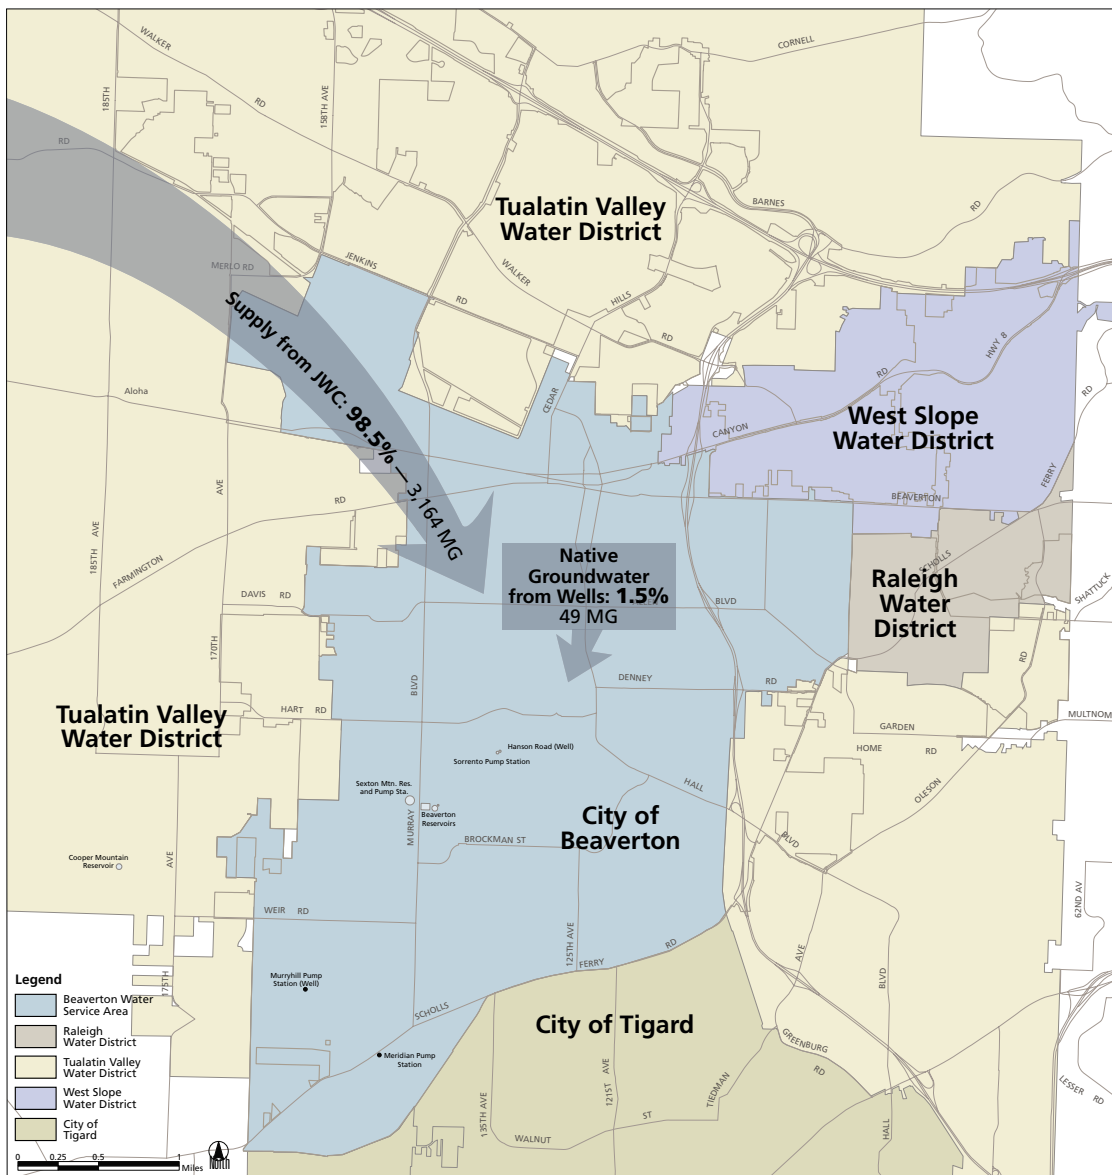 CORNELL
WALKER
RD
185TH
158TH AVE
RD
BARNES
RD
Tualatin Valley
Water District
MERLO RD
JENKINS
RD
WALKER
HILLS
RD
HWY 8
RD
Supply from JWC: 98.5% — 3,164 MG
Aloha
CEDAR
CANYON
RD
West Slope
Water District
AVE
RD
BEAVERTON
FERRY
185TH AVE
FARMINGTON
Native
Groundwater
from Wells: 1.5%
49 MG
BLVD
SCHOLLS
Raleigh
Water
District
SHATTUCK
DAVIS RD
170TH
BLVD
DENNEY
RD
RD
HART RD
Tualatin Valley
Water District
GARDEN
HOME RD
MULTNOM
OLESON
Hanson Road (Well)
Sorrento Pump Station
HALL
BLVD
Sexton Mtn. Res.
and Pump Sta.
Beaverton
Reservoirs
MURRAY
BROCKMAN ST
City of
Beaverton
Cooper Mountain
Reservoir
AVE
WEIR RD
125TH AVE
FERRY
RD
AVE
BLVD
62ND AV
175TH
Murryhill Pump
Station (Well)
SCHOLLS
Meridian Pump
Station
City of Tigard
GREENBURG
RD
LESSER RD
135TH AVE
121ST AVE
TIEDMAN
ST
WALNUT
HALL
Legend
Beaverton Water
Service Area
Raleigh
Water District
Tualatin Valley
Water District
West Slope
Water District
City of
Tigard
0 0.25 0.5 1
Miles
North